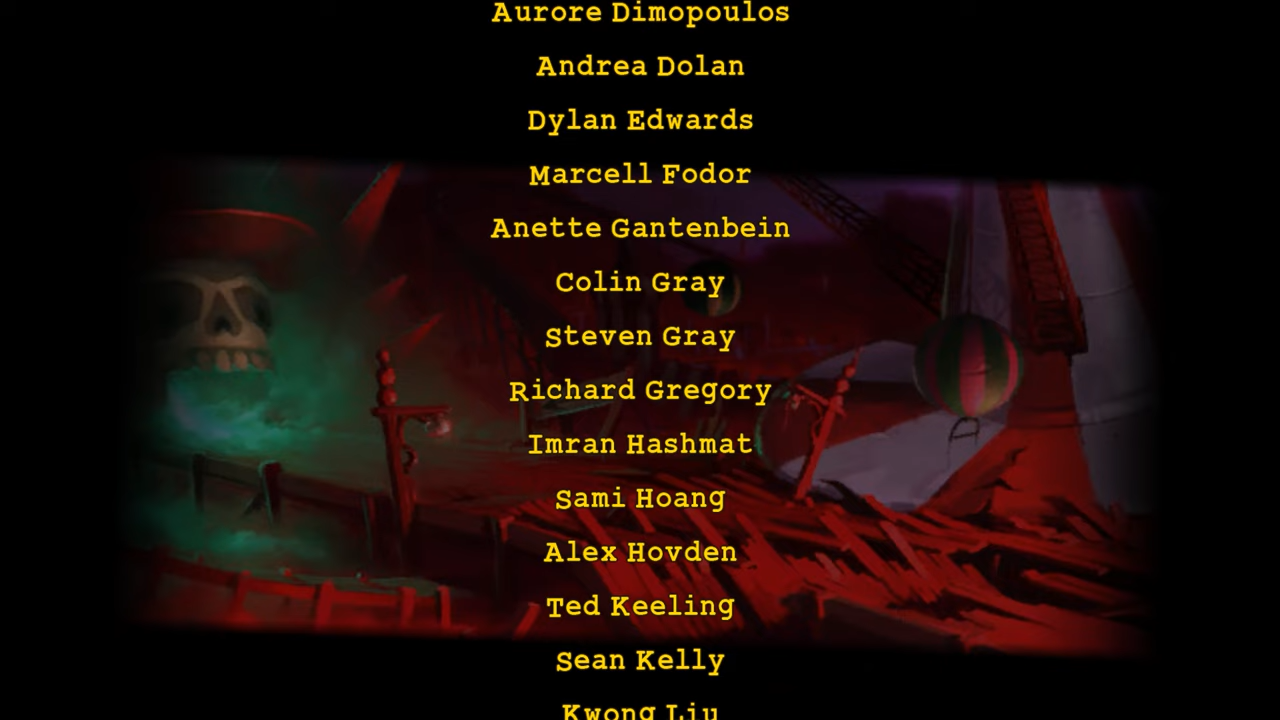 Aurore Dimopoulos
Andrea Dolan
Dylan Edwards
Marcell Fodor
Anette Gantenbein
Colin Gray
Steven Gray
Richard Gregory
Imran Hashmat
Sami Hoang
Alex Hovden
Ted Keeling
Sean Kelly
Kwong Liu